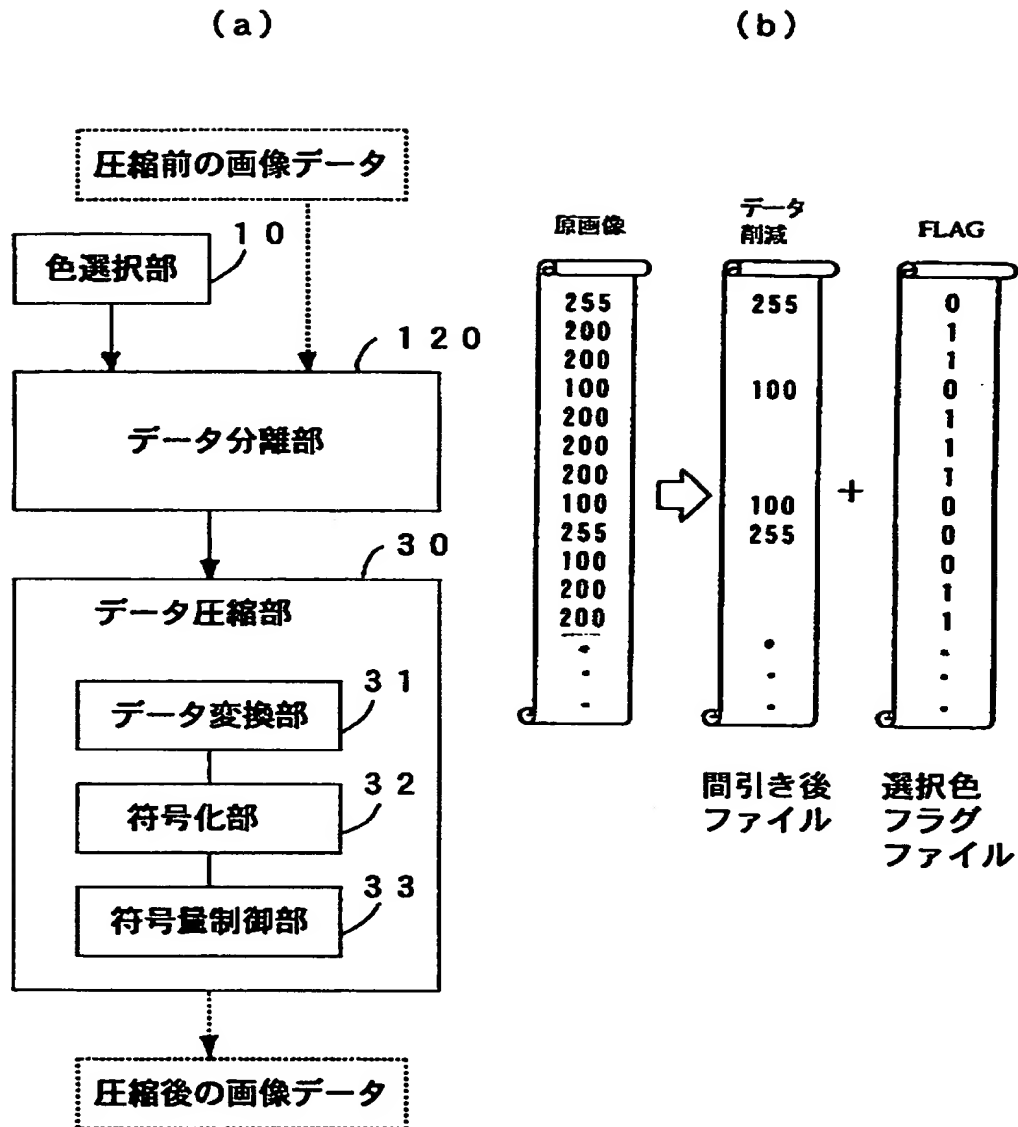 (a)
圧縮前の画像データ
色選択部
10
120
データ分離部
30
データ圧縮部
31
データ変換部
32
符号化部
33
符号量制御部
圧縮後の画像データ
(b)
原画像
255
200
200
100
200
200
200
100
255
100
200
200
データ
削減
255
100
100
255
+
FLAG
0
1
1
0
1
1
1
0
0
0
1
1
間引き後
ファイル
選択色
フラグ
ファイル